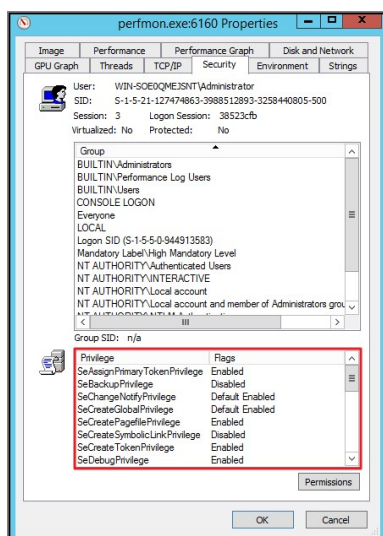 perfmon.exe:6160 Properties
Image Performance Performance Graph Disk and Network
GPU Graph Threads TCP/IP Security Environment Strings
User: WIN-SOE0QMEJSNT\Administrator
SID: S-1-5-21-127474863-3988512893-3258440805-500
Session: 3 Logon Session: 38523cfb
Virtualized: No Protected: No
Group
BUILTIN\Administrators
BUILTIN\Performance Log Users
BUILTIN\Users
CONSOLE LOGON
Everyone
LOCAL
Logon SID (S-1-5-5-0-944913583)
Mandatory Label\High Mandatory Level
NT AUTHORITY\Authenticated Users
NT AUTHORITY\INTERACTIVE
NT AUTHORITY\Local account
NT AUTHORITY\Local account and member of Administrators grou
Group SID: n/a
Privilege Flags
SeAssignPrimaryTokenPrivilege Enabled
SeBackupPrivilege Disabled
SeChangeNotifyPrivilege Default Enabled
SeCreateGlobalPrivilege Default Enabled
SeCreatePagefilePrivilege Enabled
SeCreateSymbolicLinkPrivilege Disabled
SeCreateTokenPrivilege Enabled
SeDebugPrivilege Enabled
Permissions
OK Cancel